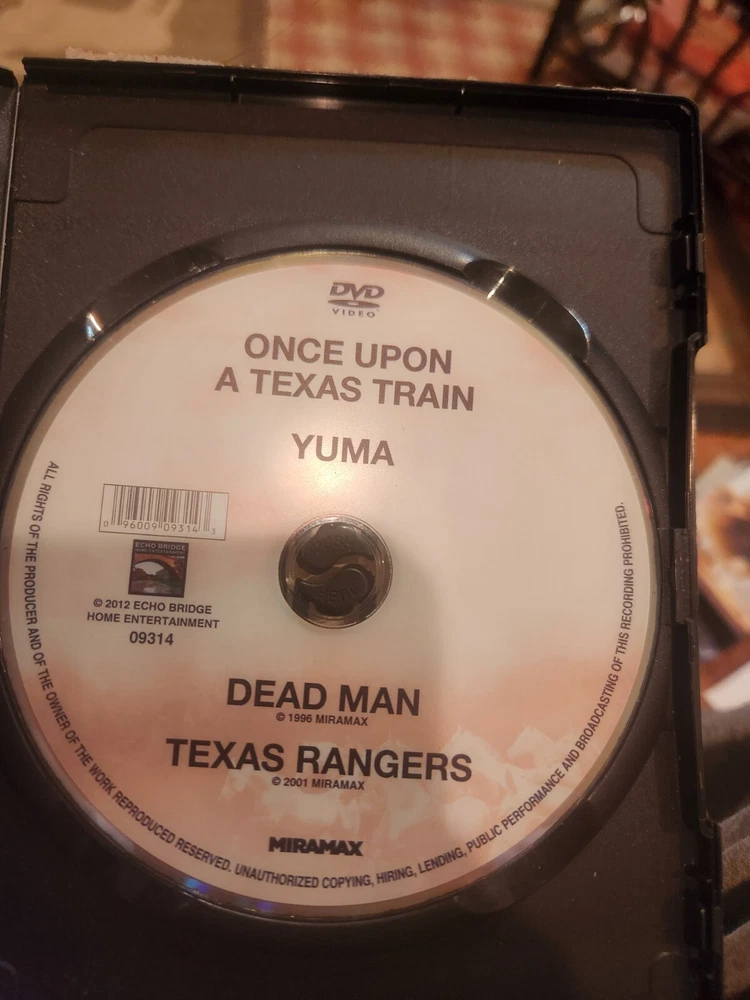 DVD
VIDEO
ONCE UPON
A TEXAS TRAIN
YUMA
0 96009 09314 3
ECHO BRIDGE
HOME ENTERTAINMENT
© 2012 ECHO BRIDGE
HOME ENTERTAINMENT
09314
DEAD MAN
© 1996 MIRAMAX
TEXAS RANGERS
© 2001 MIRAMAX
MIRAMAX
ALL RIGHTS OF THE PRODUCER AND OF THE OWNER OF THE WORK REPRODUCED RESERVED. UNAUTHORIZED COPYING, HIRING, LENDING, PUBLIC PERFORMANCE AND BROADCASTING OF THIS RECORDING PROHIBITED.